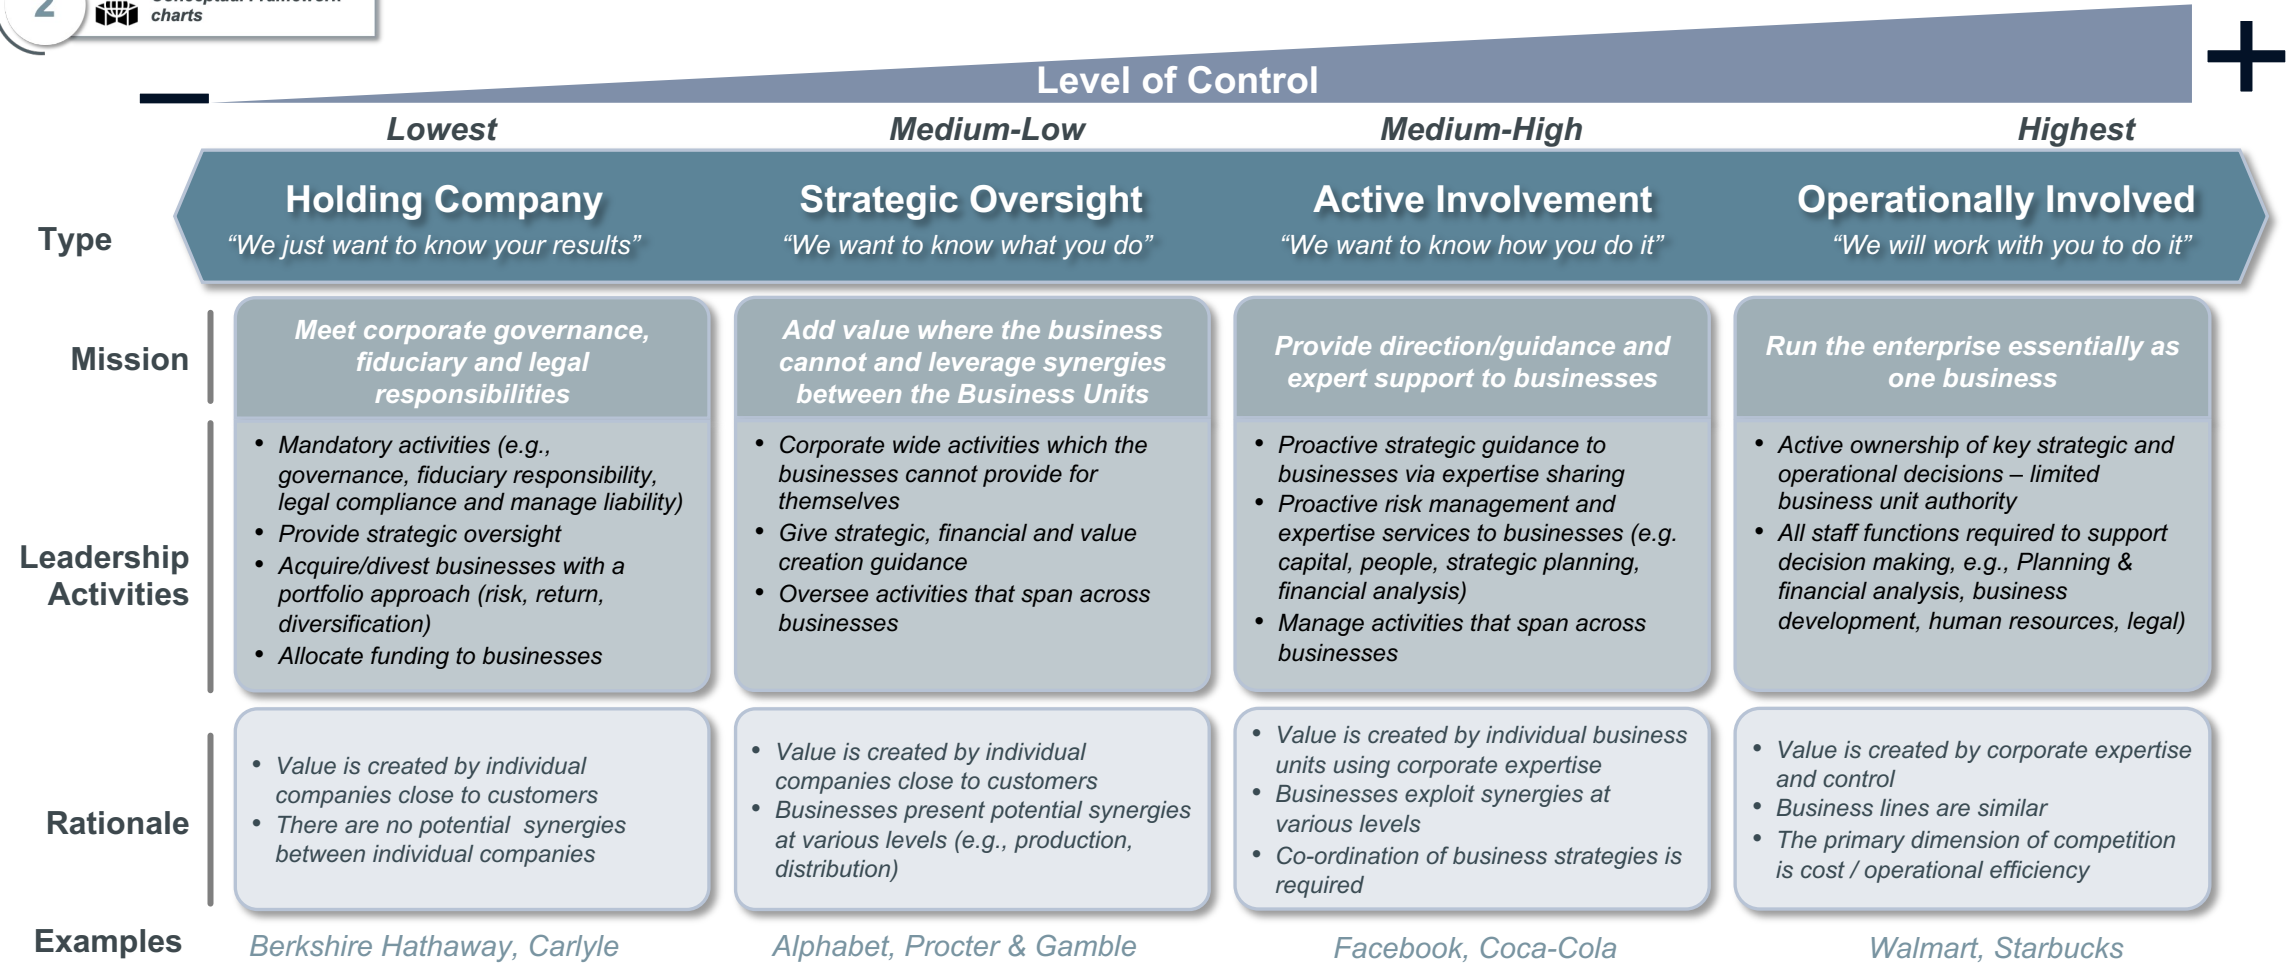 2
charts
Level of Control
Lowest
Medium-Low
Medium-High
Highest
Type
Holding Company
“We just want to know your results”
Strategic Oversight
“We want to know what you do”
Active Involvement
“We want to know how you do it”
Operationally Involved
“We will work with you to do it”
Mission
Meet corporate governance,
fiduciary and legal
responsibilities
Add value where the business
cannot and leverage synergies
between the Business Units
Provide direction/guidance and
expert support to businesses
Run the enterprise essentially as
one business
Leadership
Activities
• Mandatory activities (e.g.,
governance, fiduciary responsibility,
legal compliance and manage liability)
• Provide strategic oversight
• Acquire/divest businesses with a
portfolio approach (risk, return,
diversification)
• Allocate funding to businesses
• Corporate wide activities which the
businesses cannot provide for
themselves
• Give strategic, financial and value
creation guidance
• Oversee activities that span across
businesses
• Proactive strategic guidance to
businesses via expertise sharing
• Proactive risk management and
expertise services to businesses (e.g.
capital, people, strategic planning,
financial analysis)
• Manage activities that span across
businesses
• Active ownership of key strategic and
operational decisions – limited
business unit authority
• All staff functions required to support
decision making, e.g., Planning &
financial analysis, business
development, human resources, legal)
Rationale
• Value is created by individual
companies close to customers
• There are no potential synergies
between individual companies
• Value is created by individual
companies close to customers
• Businesses present potential synergies
at various levels (e.g., production,
distribution)
• Value is created by individual business
units using corporate expertise
• Businesses exploit synergies at
various levels
• Co-ordination of business strategies is
required
• Value is created by corporate expertise
and control
• Business lines are similar
• The primary dimension of competition
is cost / operational efficiency
Examples
Berkshire Hathaway, Carlyle
Alphabet, Procter & Gamble
Facebook, Coca-Cola
Walmart, Starbucks